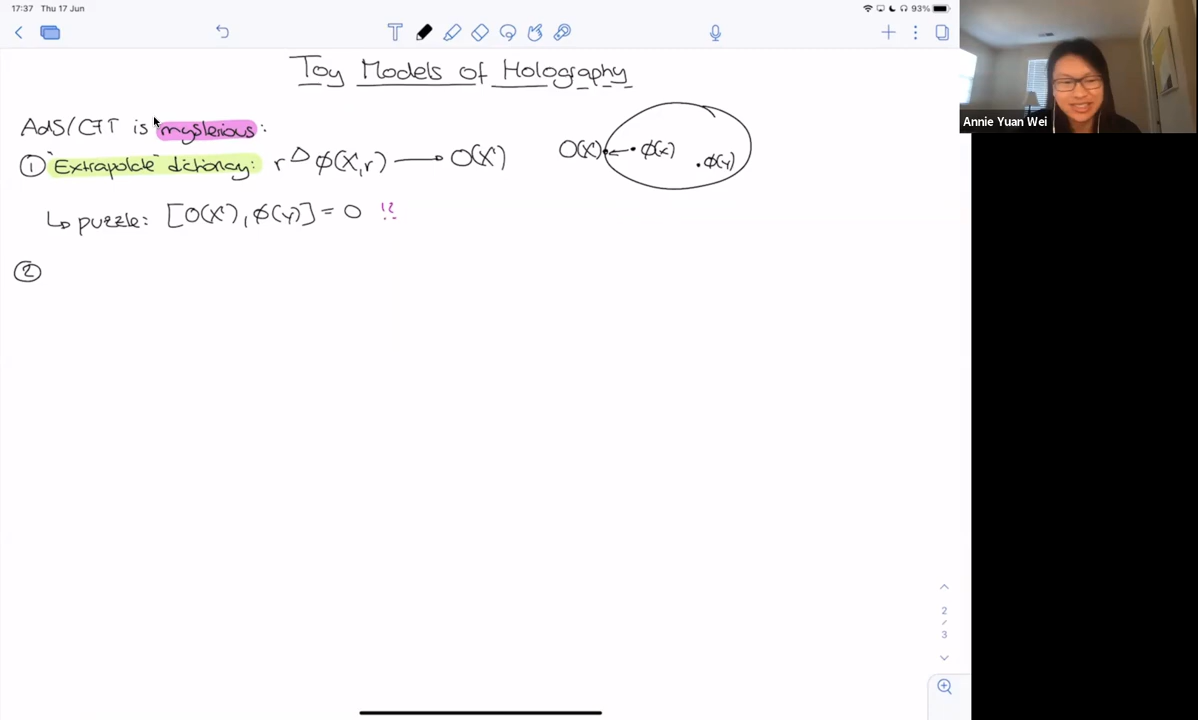 17:37 Thu 17 Jun
93%
Toy Models of Holography
AdS/CFT is mysterious:
① "Extrapolate" dictionary: r^Δ φ(X,r) → O(X)
O(X) ← φ(x)
φ(y)
↳ puzzle: [O(X), φ(y)] = 0 !?
②
2
/
3
Annie Yuan Wei